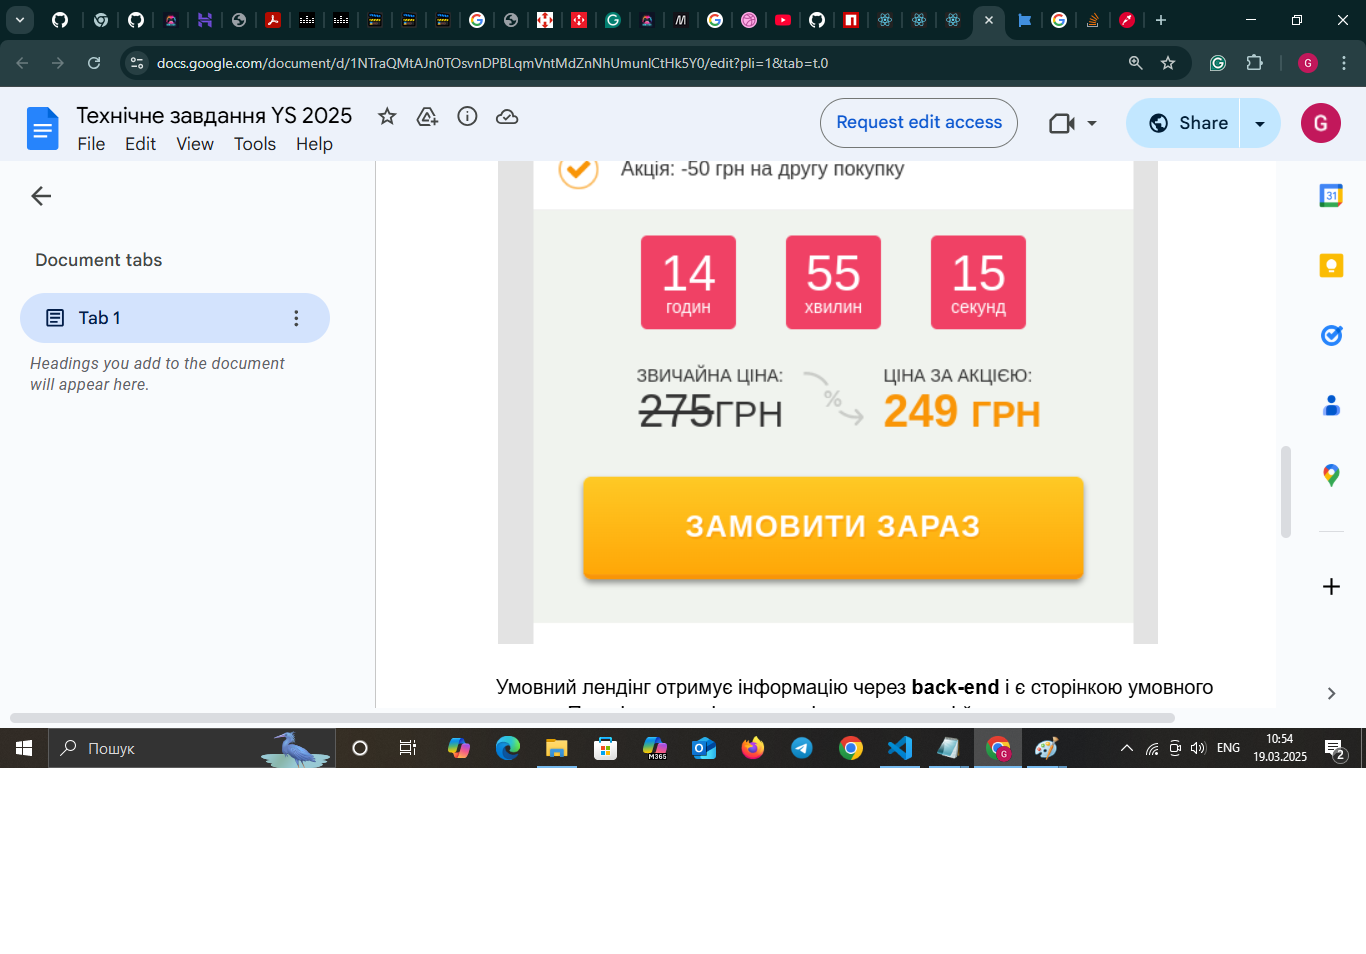 docs.google.com/document/d/1NTraQMtAJn0TOsvnDPBLqmVntMdZnNhUmunICtHk5Y0/edit?pli=1&tab=t.0
G
Технічне завдання YS 2025
File Edit View Tools Help
Request edit access
Share
G
Document tabs
Tab 1
Headings you add to the document
will appear here.
Акція: -50 грн на другу покупку
14 55 15
годин хвилин секунд
ЗВИЧАЙНА ЦІНА: ЦІНА ЗА АКЦІЄЮ:
275ГРН % 249 ГРН
ЗАМОВИТИ ЗАРАЗ
Умовний лендінг отримує інформацію через back-end і є сторінкою умовного
31
Пошук
M365
ENG
10:54
19.03.2025
2